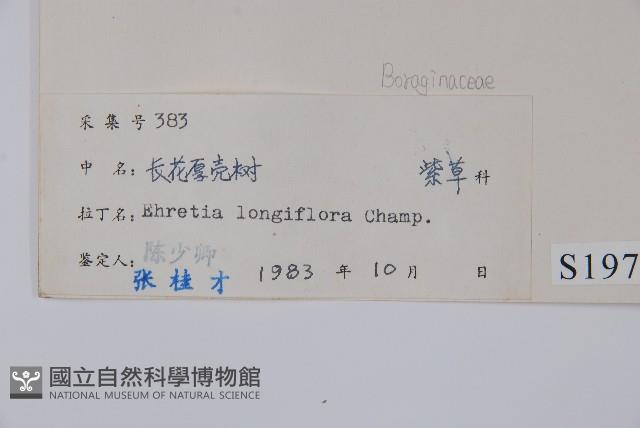 Boraginaceae
采集号 383
中 名: 长花厚壳树 紫草 科
拉丁名: Ehretia longiflora Champ.
鉴定人: 陈少卿
张桂才 1983 年 10 月 日
S197
國立自然科學博物館
NATIONAL MUSEUM OF NATURAL SCIENCE